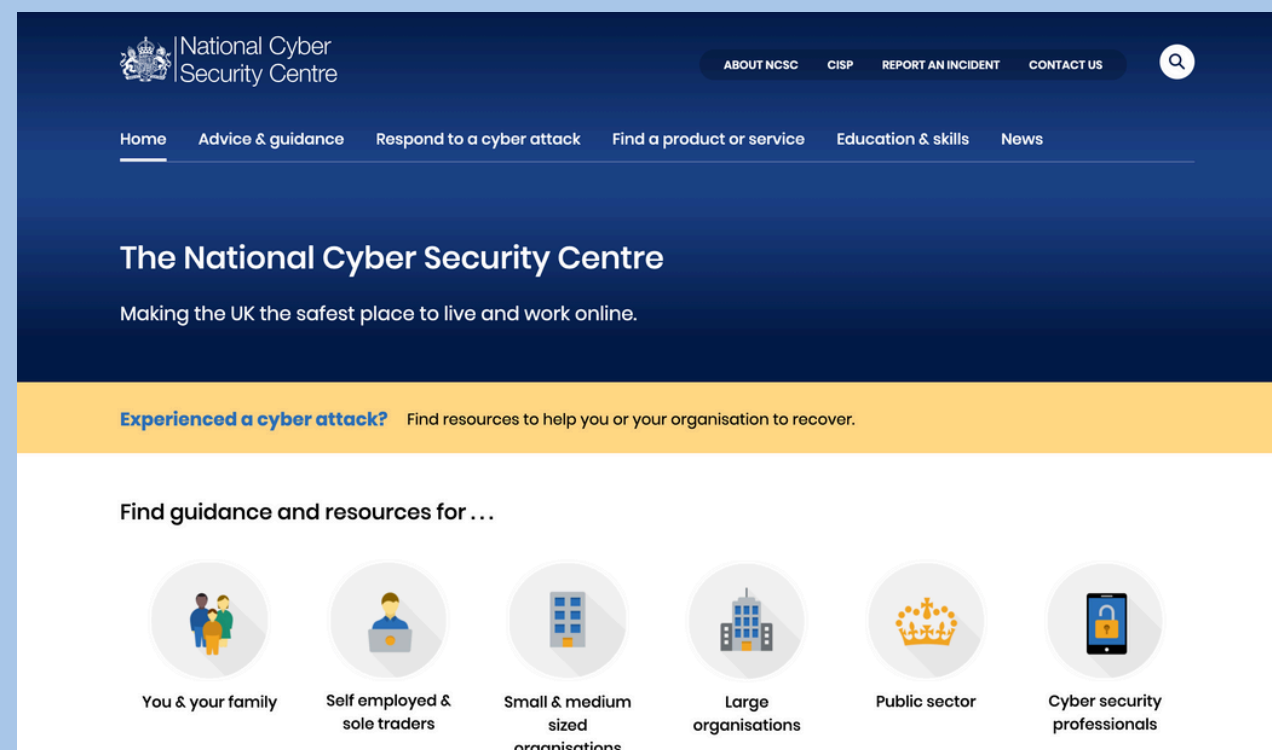 National Cyber
Security Centre
ABOUT NCSC CISP REPORT AN INCIDENT CONTACT US
Home Advice & guidance Respond to a cyber attack Find a product or service Education & skills News
The National Cyber Security Centre
Making the UK the safest place to live and work online.
Experienced a cyber attack? Find resources to help you or your organisation to recover.
Find guidance and resources for . . .
You & your family
Self employed &
sole traders
Small & medium
sized
organisations
Large
organisations
Public sector
Cyber security
professionals